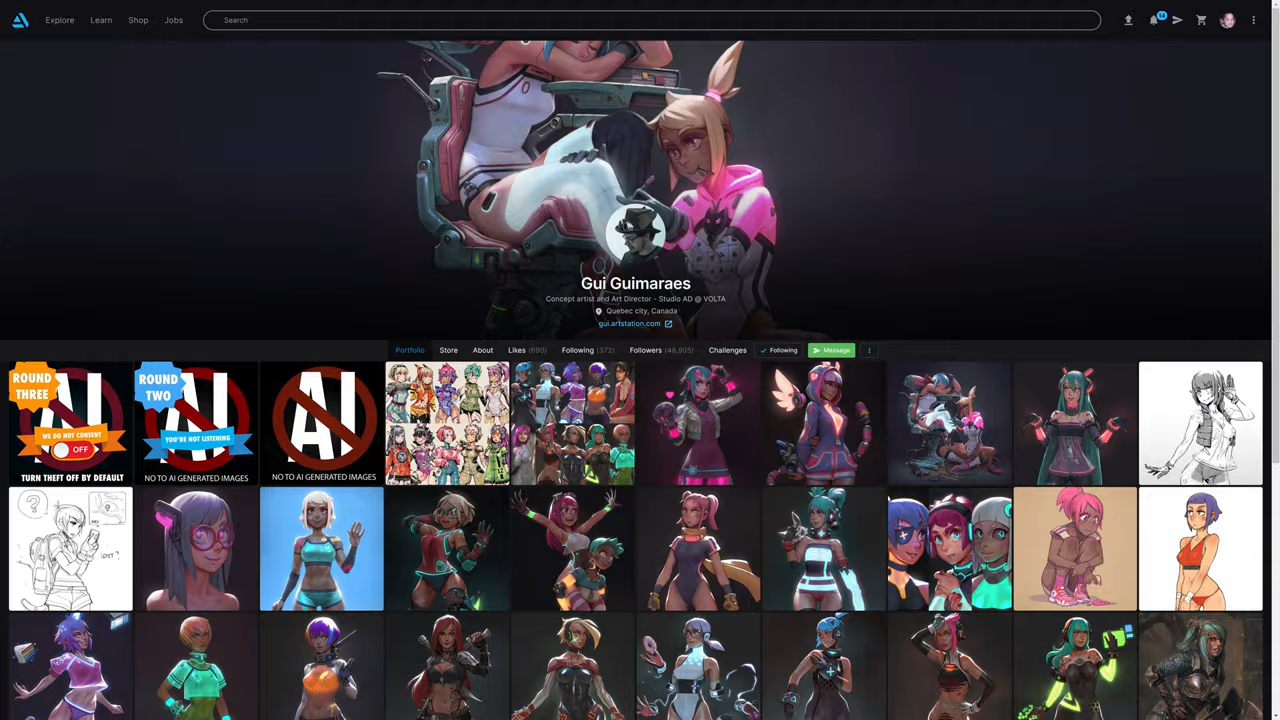 Explore Learn Shop Jobs Search 14
Gui Guimaraes
Concept artist and Art Director - Studio AD @ VOLTA
Quebec city, Canada
gui.artstation.com
Portfolio Store About Likes (690) Following (372) Followers (48,905) Challenges Following Message
ROUND
THREE
AI
WE DO NOT CONSENT
OFF
TURN THEFT OFF BY DEFAULT
ROUND
TWO
AI
YOU'RE NOT LISTENING
NO TO AI GENERATED IMAGES
AI
NO TO AI GENERATED IMAGES
?